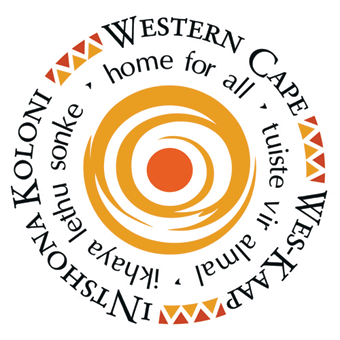 WESTERN CAPE
WES-KAAP
INTSHONA KOLONI
home for all
tuiste vir almal
ikhaya lethu sonke